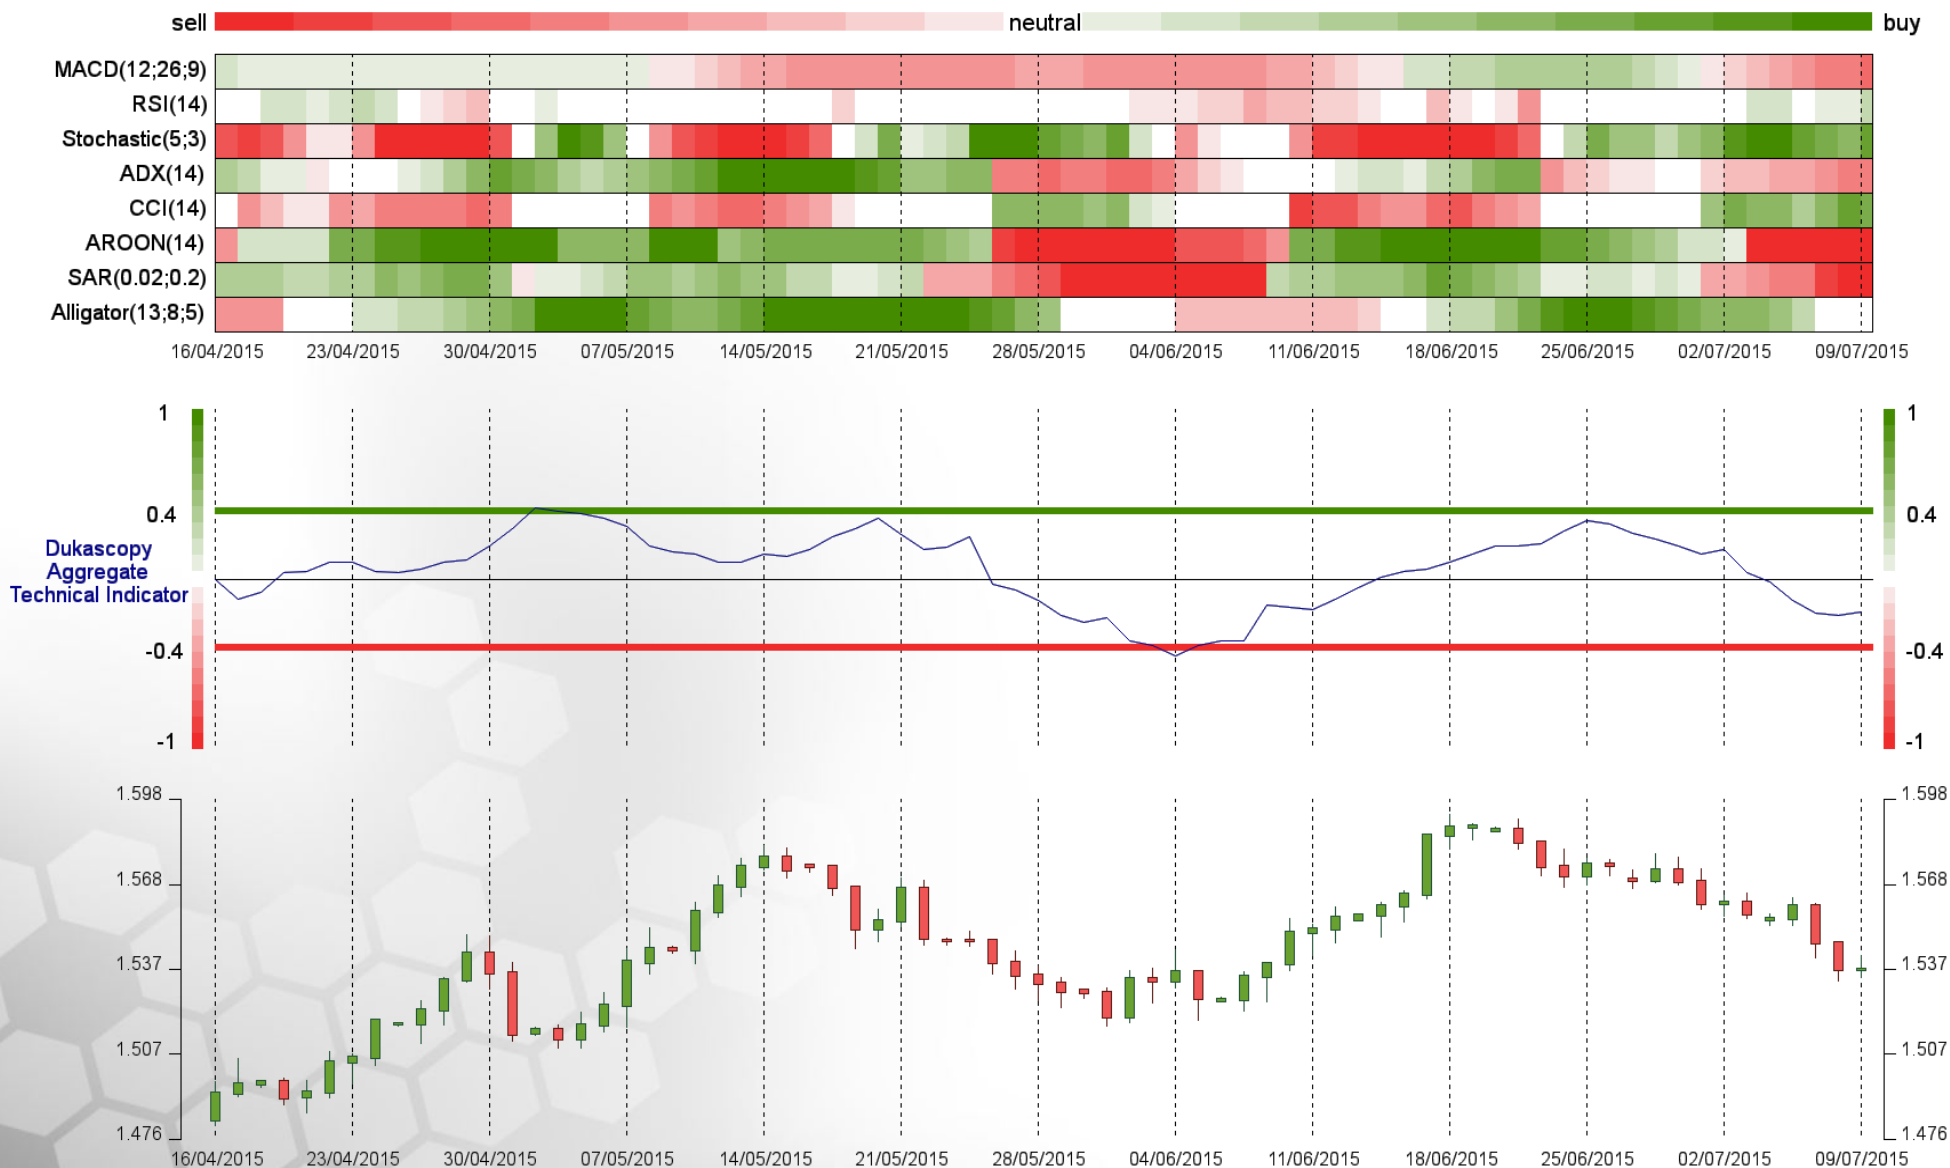 sell neutral buy
MACD(12;26;9)
RSI(14)
Stochastic(5;3)
ADX(14)
CCI(14)
AROON(14)
SAR(0.02;0.2)
Alligator(13;8;5)
16/04/2015 23/04/2015 30/04/2015 07/05/2015 14/05/2015 21/05/2015 28/05/2015 04/06/2015 11/06/2015 18/06/2015 25/06/2015 02/07/2015 09/07/2015
1 1
0.4 0.4
Dukascopy
Aggregate
Technical Indicator
-0.4 -0.4
-1 -1
1.598 1.598
1.568 1.568
1.537 1.537
1.507 1.507
1.476 1.476
16/04/2015 23/04/2015 30/04/2015 07/05/2015 14/05/2015 21/05/2015 28/05/2015 04/06/2015 11/06/2015 18/06/2015 25/06/2015 02/07/2015 09/07/2015